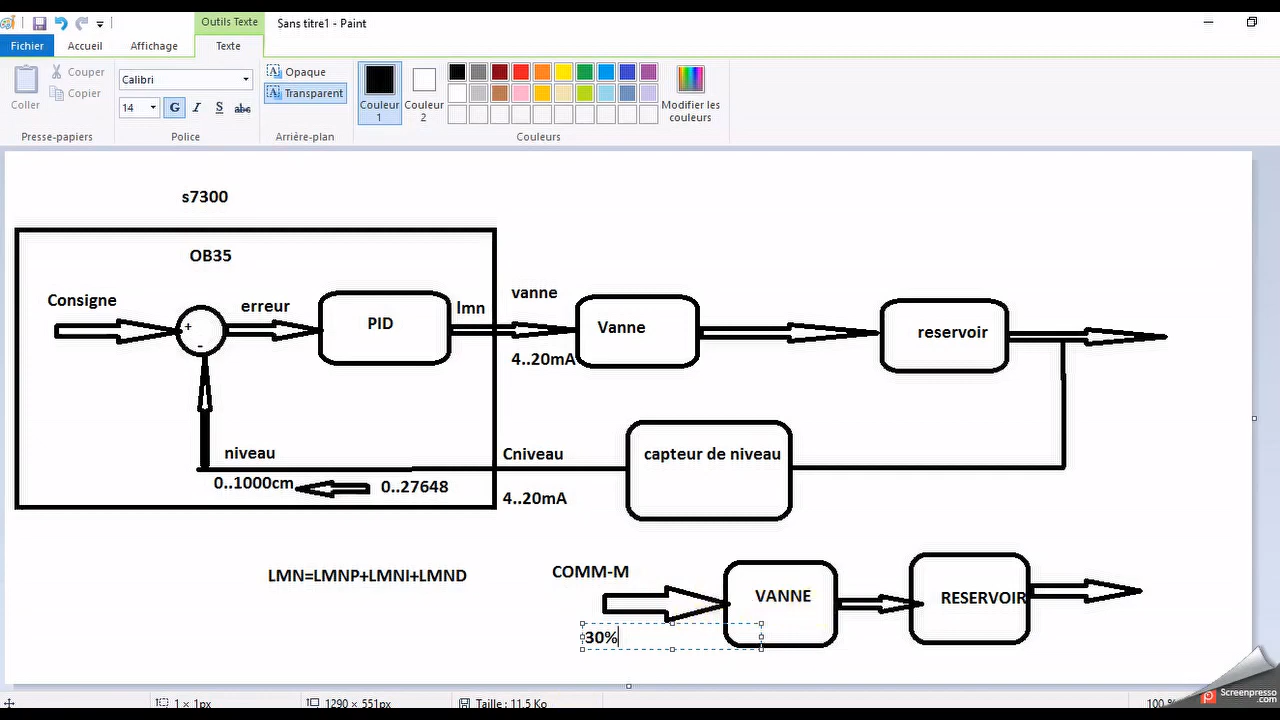 Outils Texte
Sans titre1 - Paint
Fichier
Accueil
Affichage
Texte
Coller
Couper
Copier
Calibri
14
G
I
S
abc
Opaque
Transparent
Couleur
1
Couleur
2
Modifier les
couleurs
Presse-papiers
Police
Arrière-plan
Couleurs
s7300
OB35
Consigne
+
-
erreur
PID
lmn
vanne
Vanne
4..20mA
reservoir
niveau
Cniveau
capteur de niveau
0..1000cm
0..27648
4..20mA
LMN=LMNP+LMNI+LMND
COMM-M
VANNE
RESERVOIR
30%
1 × 1px
1290 × 551px
Taille : 11,5 Ko
100 %
Screenpresso
.com